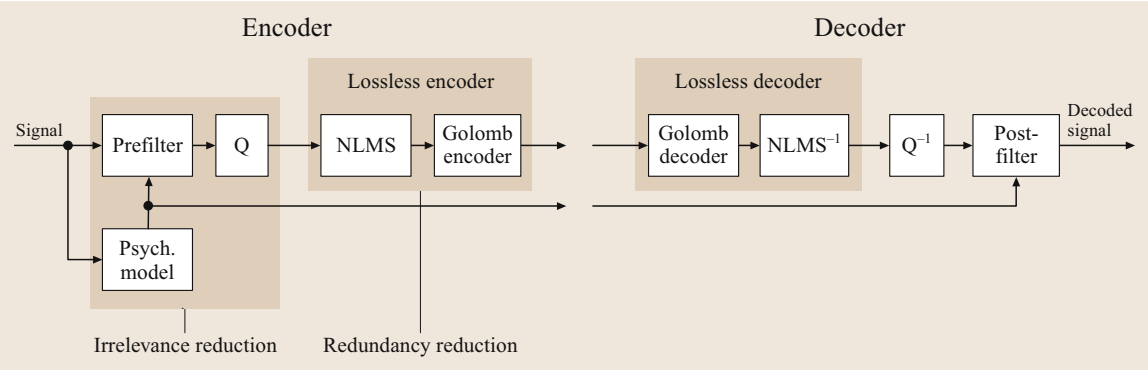 Encoder
Decoder
Lossless encoder
Lossless decoder
Signal
Prefilter
Q
NLMS
Golomb
encoder
Golomb
decoder
NLMS⁻¹
Q⁻¹
Post-
filter
Decoded
signal
Psych.
model
Irrelevance reduction
Redundancy reduction